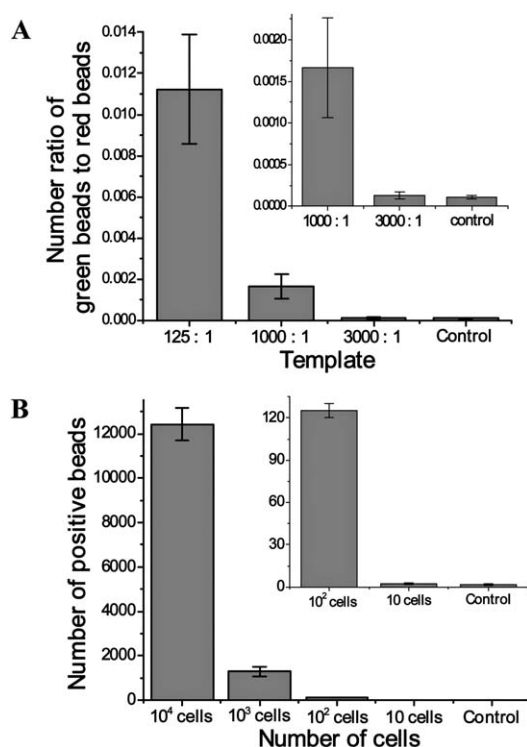 A
Number ratio of
green beads to red beads
0.014
0.012
0.010
0.008
0.006
0.004
0.002
0.000
125 : 1 1000 : 1 3000 : 1 Control
Template
0.0020
0.0015
0.0010
0.0005
0.0000
1000 : 1 3000 : 1 control
B
Number of positive beads
12000
10000
8000
6000
4000
2000
0
10⁴ cells 10³ cells 10² cells 10 cells Control
Number of cells
120
90
60
30
0
10² cells 10 cells Control